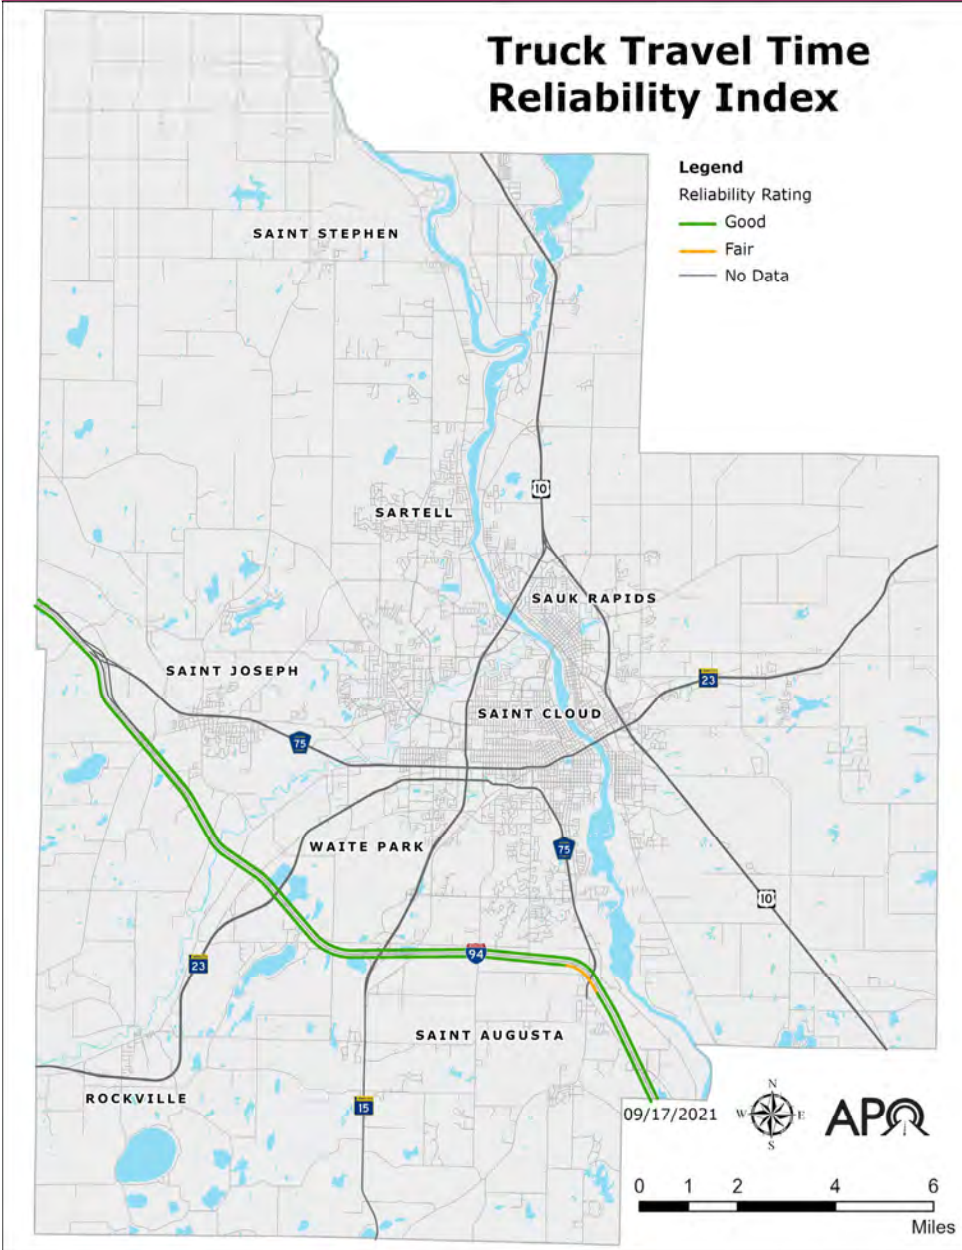 Truck Travel Time
Reliability Index
Legend
Reliability Rating
Good
Fair
No Data
SAINT STEPHEN
10
SARTELL
SAUK RAPIDS
SAINT JOSEPH
23
SAINT CLOUD
75
WAITE PARK
75
10
94
23
SAINT AUGUSTA
ROCKVILLE
15
09/17/2021
N
W E
S
APO
0 1 2 4 6
Miles